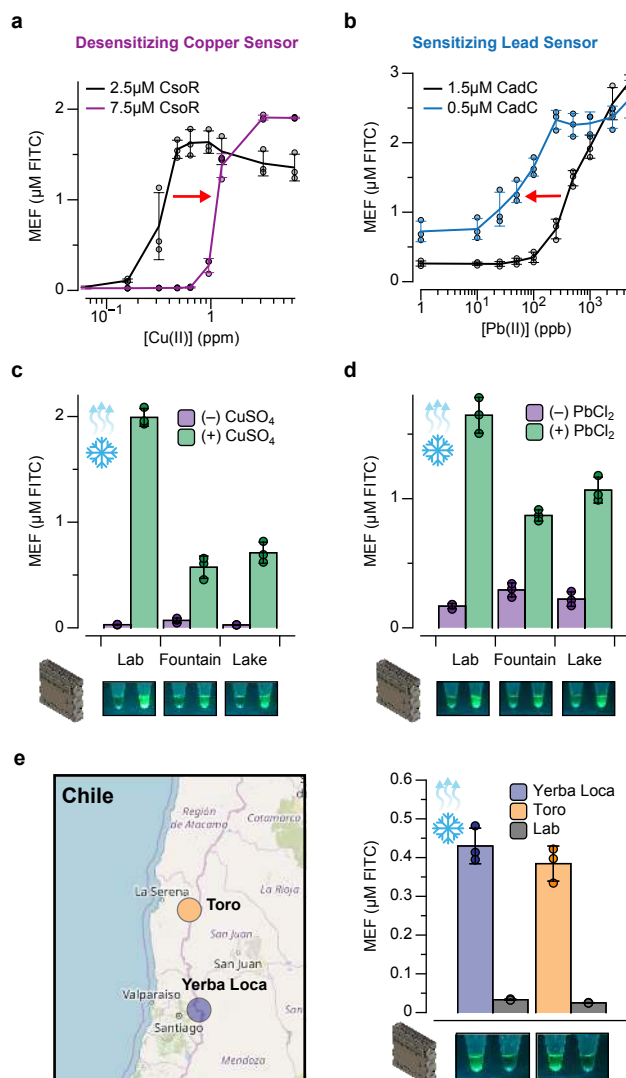 a
Desensitizing Copper Sensor
2.5μM CsoR
7.5μM CsoR
MEF (μM FITC)
2
1
0
10⁻¹
10⁰
[Cu(II)] (ppm)
b
Sensitizing Lead Sensor
1.5μM CadC
0.5μM CadC
MEF (μM FITC)
3
2
1
0
1
10¹
10²
10³
[Pb(II)] (ppb)
c
(–) CuSO₄
(+) CuSO₄
MEF (μM FITC)
2
1
0
Lab
Fountain
Lake
d
(–) PbCl₂
(+) PbCl₂
MEF (μM FITC)
1
0
Lab
Fountain
Lake
e
Chile
Región
de Atacama
Catamarca
La Serena
La Rioja
Toro
San Juan
San Juan
Yerba Loca
Valparaíso
Santiago
San
Mendoza
Yerba Loca
Toro
Lab
MEF (μM FITC)
0.6
0.5
0.4
0.3
0.2
0.1
0